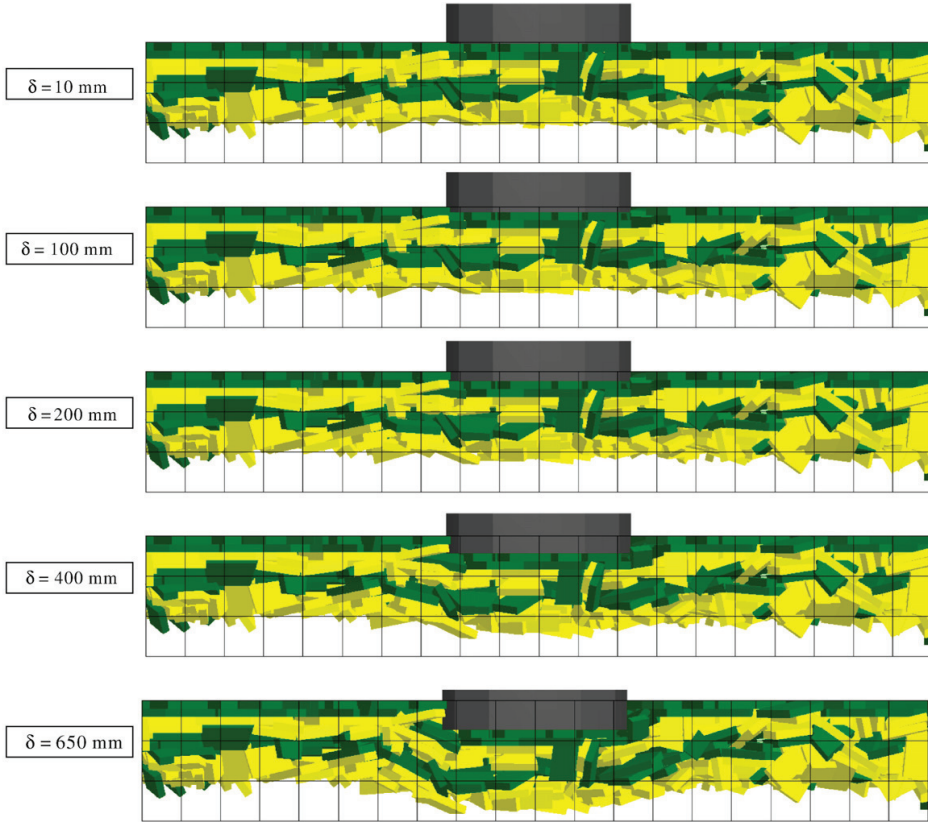 δ = 10 mm
δ = 100 mm
δ = 200 mm
δ = 400 mm
δ = 650 mm